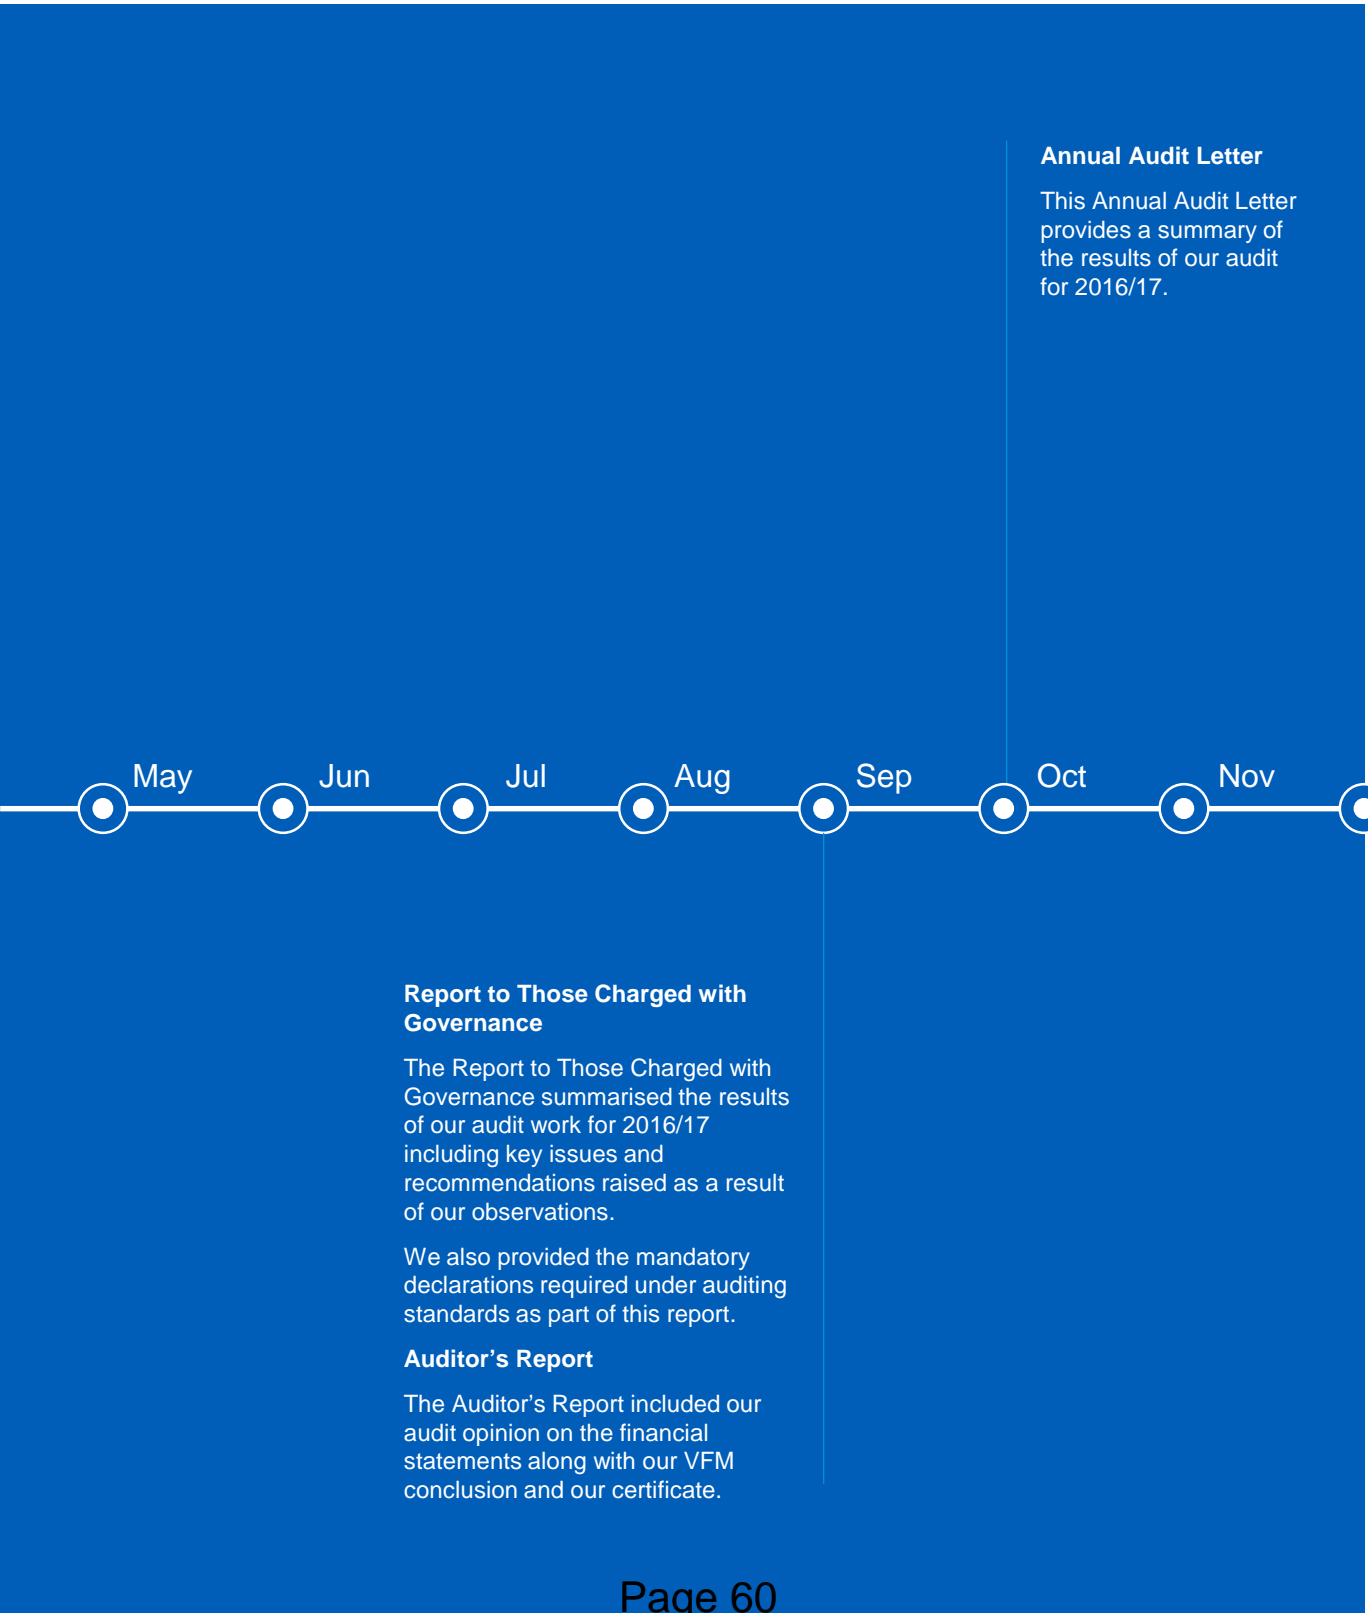 Annual Audit Letter
This Annual Audit Letter
provides a summary of
the results of our audit
for 2016/17.
May Jun Jul Aug Sep Oct Nov
Report to Those Charged with
Governance
The Report to Those Charged with
Governance summarised the results
of our audit work for 2016/17
including key issues and
recommendations raised as a result
of our observations.
We also provided the mandatory
declarations required under auditing
standards as part of this report.
Auditor’s Report
The Auditor’s Report included our
audit opinion on the financial
statements along with our VFM
conclusion and our certificate.
Page 60